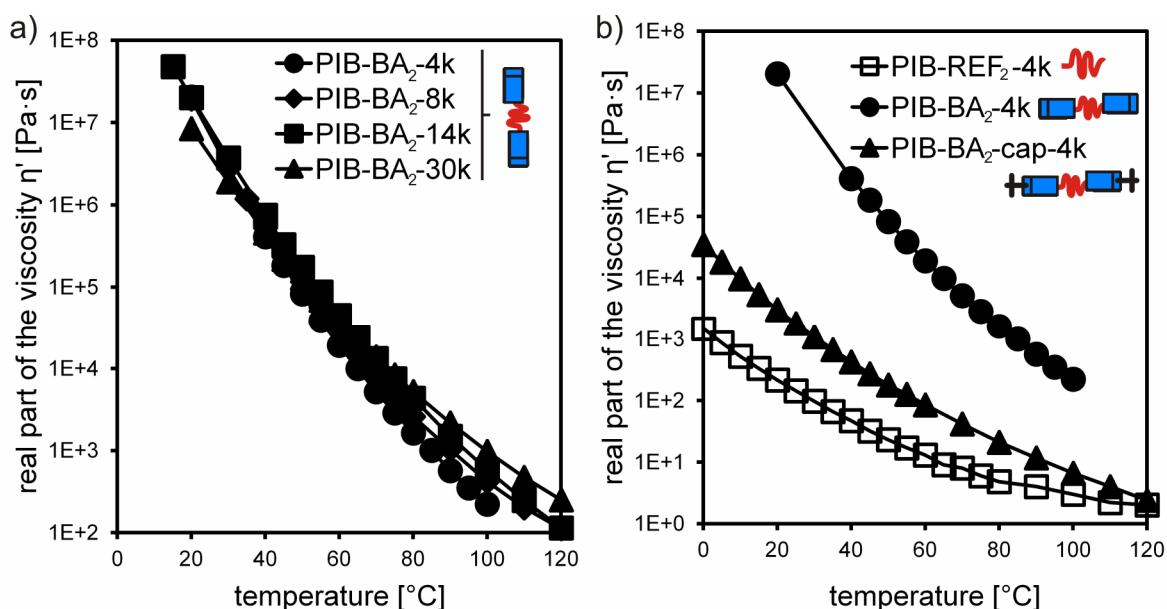 a)
real part of the viscosity η' [Pa·s]
1E+8
1E+7
1E+6
1E+5
1E+4
1E+3
1E+2
PIB-BA₂-4k
PIB-BA₂-8k
PIB-BA₂-14k
PIB-BA₂-30k
0 20 40 60 80 100 120
temperature [°C]
b)
real part of the viscosity η' [Pa·s]
1E+8
1E+7
1E+6
1E+5
1E+4
1E+3
1E+2
1E+1
1E+0
PIB-REF₂-4k
PIB-BA₂-4k
PIB-BA₂-cap-4k
0 20 40 60 80 100 120
temperature [°C]